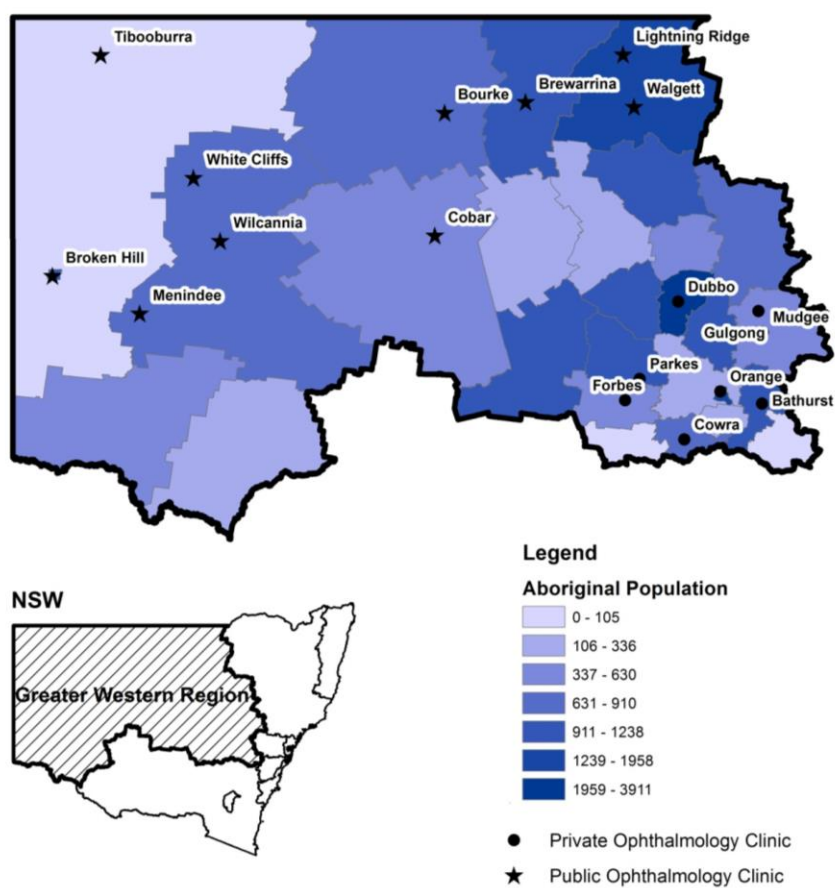 Tibooburra
Lightning Ridge
Bourke
Brewarrina
Walgett
White Cliffs
Wilcannia
Cobar
Broken Hill
Menindee
Dubbo
Mudgee
Gulgong
Parkes
Forbes
Orange
Bathurst
Cowra
Legend
Aboriginal Population
0 - 105
106 - 336
337 - 630
631 - 910
911 - 1238
1239 - 1958
1959 - 3911
Private Ophthalmology Clinic
Public Ophthalmology Clinic
NSW
Greater Western Region